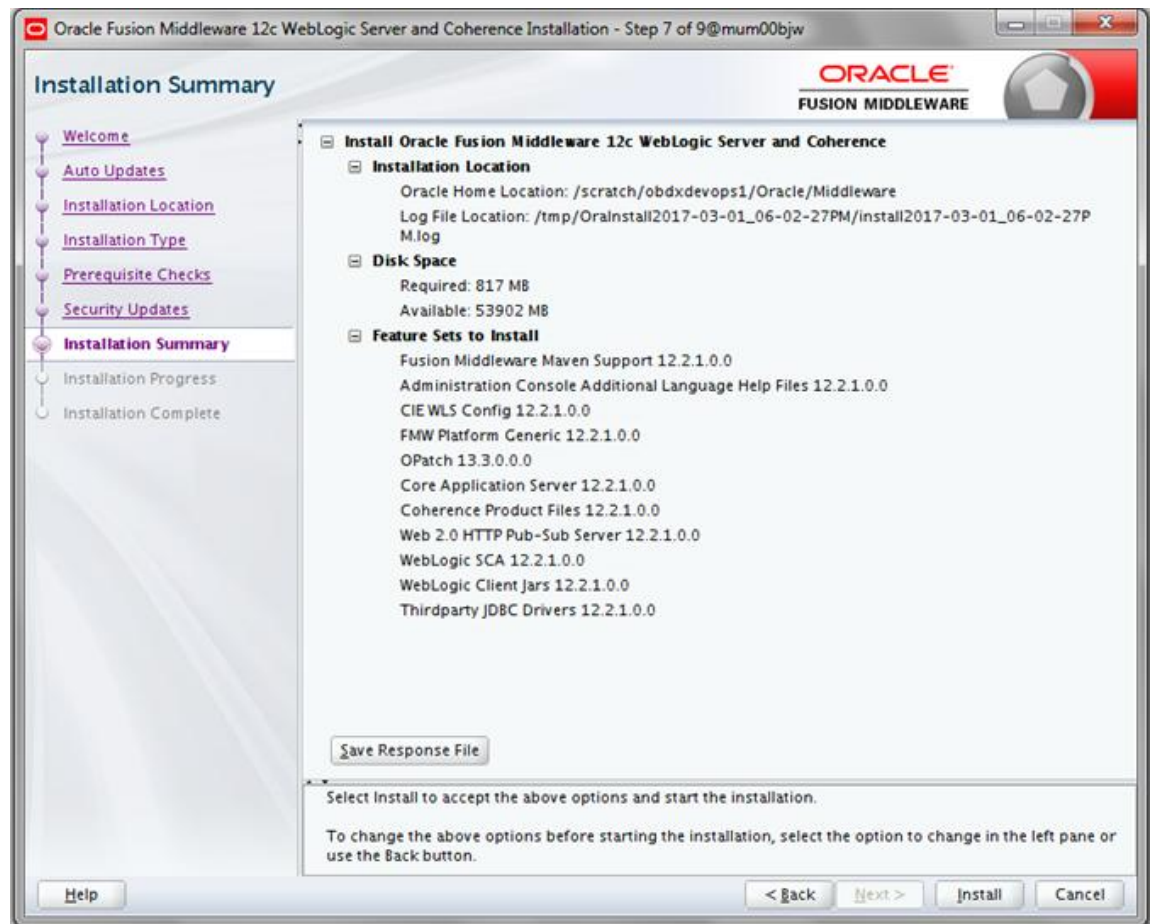 Oracle Fusion Middleware 12c WebLogic Server and Coherence Installation - Step 7 of 9@mum00bjw
Installation Summary
ORACLE
FUSION MIDDLEWARE
Welcome
Auto Updates
Installation Location
Installation Type
Prerequisite Checks
Security Updates
Installation Summary
Installation Progress
Installation Complete
Install Oracle Fusion Middleware 12c WebLogic Server and Coherence
Installation Location
Oracle Home Location: /scratch/obdxdevops1/Oracle/Middleware
Log File Location: /tmp/OraInstall2017-03-01_06-02-27PM/install2017-03-01_06-02-27P
M.log
Disk Space
Required: 817 MB
Available: 53902 MB
Feature Sets to Install
Fusion Middleware Maven Support 12.2.1.0.0
Administration Console Additional Language Help Files 12.2.1.0.0
CIE WLS Config 12.2.1.0.0
FMW Platform Generic 12.2.1.0.0
OPatch 13.3.0.0.0
Core Application Server 12.2.1.0.0
Coherence Product Files 12.2.1.0.0
Web 2.0 HTTP Pub-Sub Server 12.2.1.0.0
WebLogic SCA 12.2.1.0.0
WebLogic Client Jars 12.2.1.0.0
Thirdparty JDBC Drivers 12.2.1.0.0
Save Response File
Select Install to accept the above options and start the installation.
To change the above options before starting the installation, select the option to change in the left pane or
use the Back button.
Help
< Back
Next >
Install
Cancel